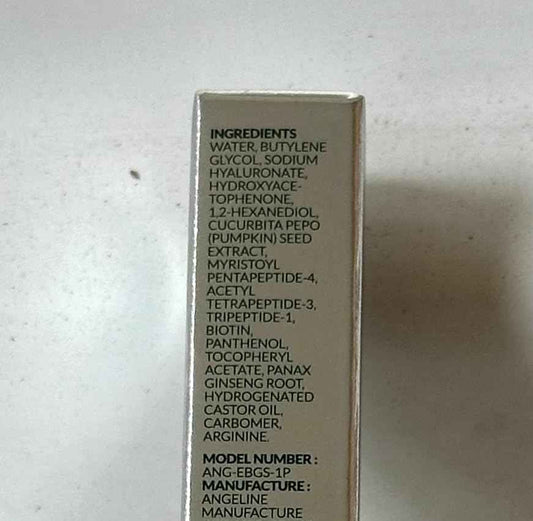 INGREDIENTS
WATER, BUTYLENE
GLYCOL, SODIUM
HYALURONATE,
HYDROXYACE-
TOPHENONE,
1,2-HEXANEDIOL,
CUCURBITA PEPO
(PUMPKIN) SEED
EXTRACT,
MYRISTOYL
PENTAPEPTIDE-4,
ACETYL
TETRAPEPTIDE-3,
TRIPEPTIDE-1,
BIOTIN,
PANTHENOL,
TOCOPHERYL
ACETATE, PANAX
GINSENG ROOT,
HYDROGENATED
CASTOR OIL,
CARBOMER,
ARGININE.
MODEL NUMBER :
ANG-EBGS-1P
MANUFACTURE :
ANGELINE
MANUFACTURE